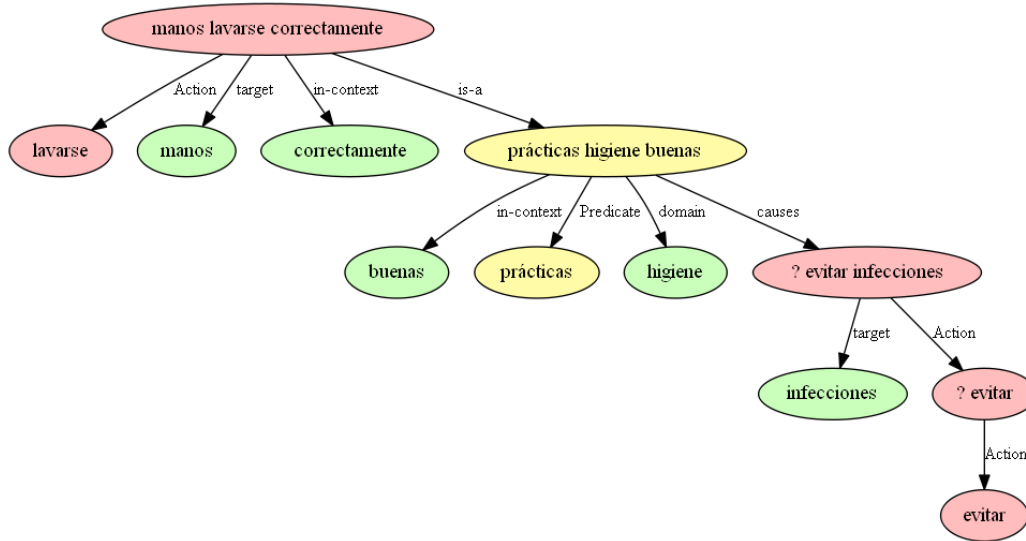 manos lavarse correctamente
Action
target
in-context
is-a
lavarse
manos
correctamente
prácticas higiene buenas
in-context
Predicate
domain
causes
buenas
prácticas
higiene
? evitar infecciones
target
Action
infecciones
? evitar
Action
evitar